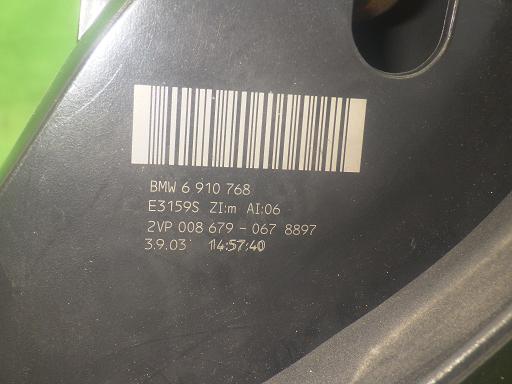 BMW 6 910 768
E3159S ZI:m AI:06
2VP 008 679 - 067 8897
3.9.03 14:57:40